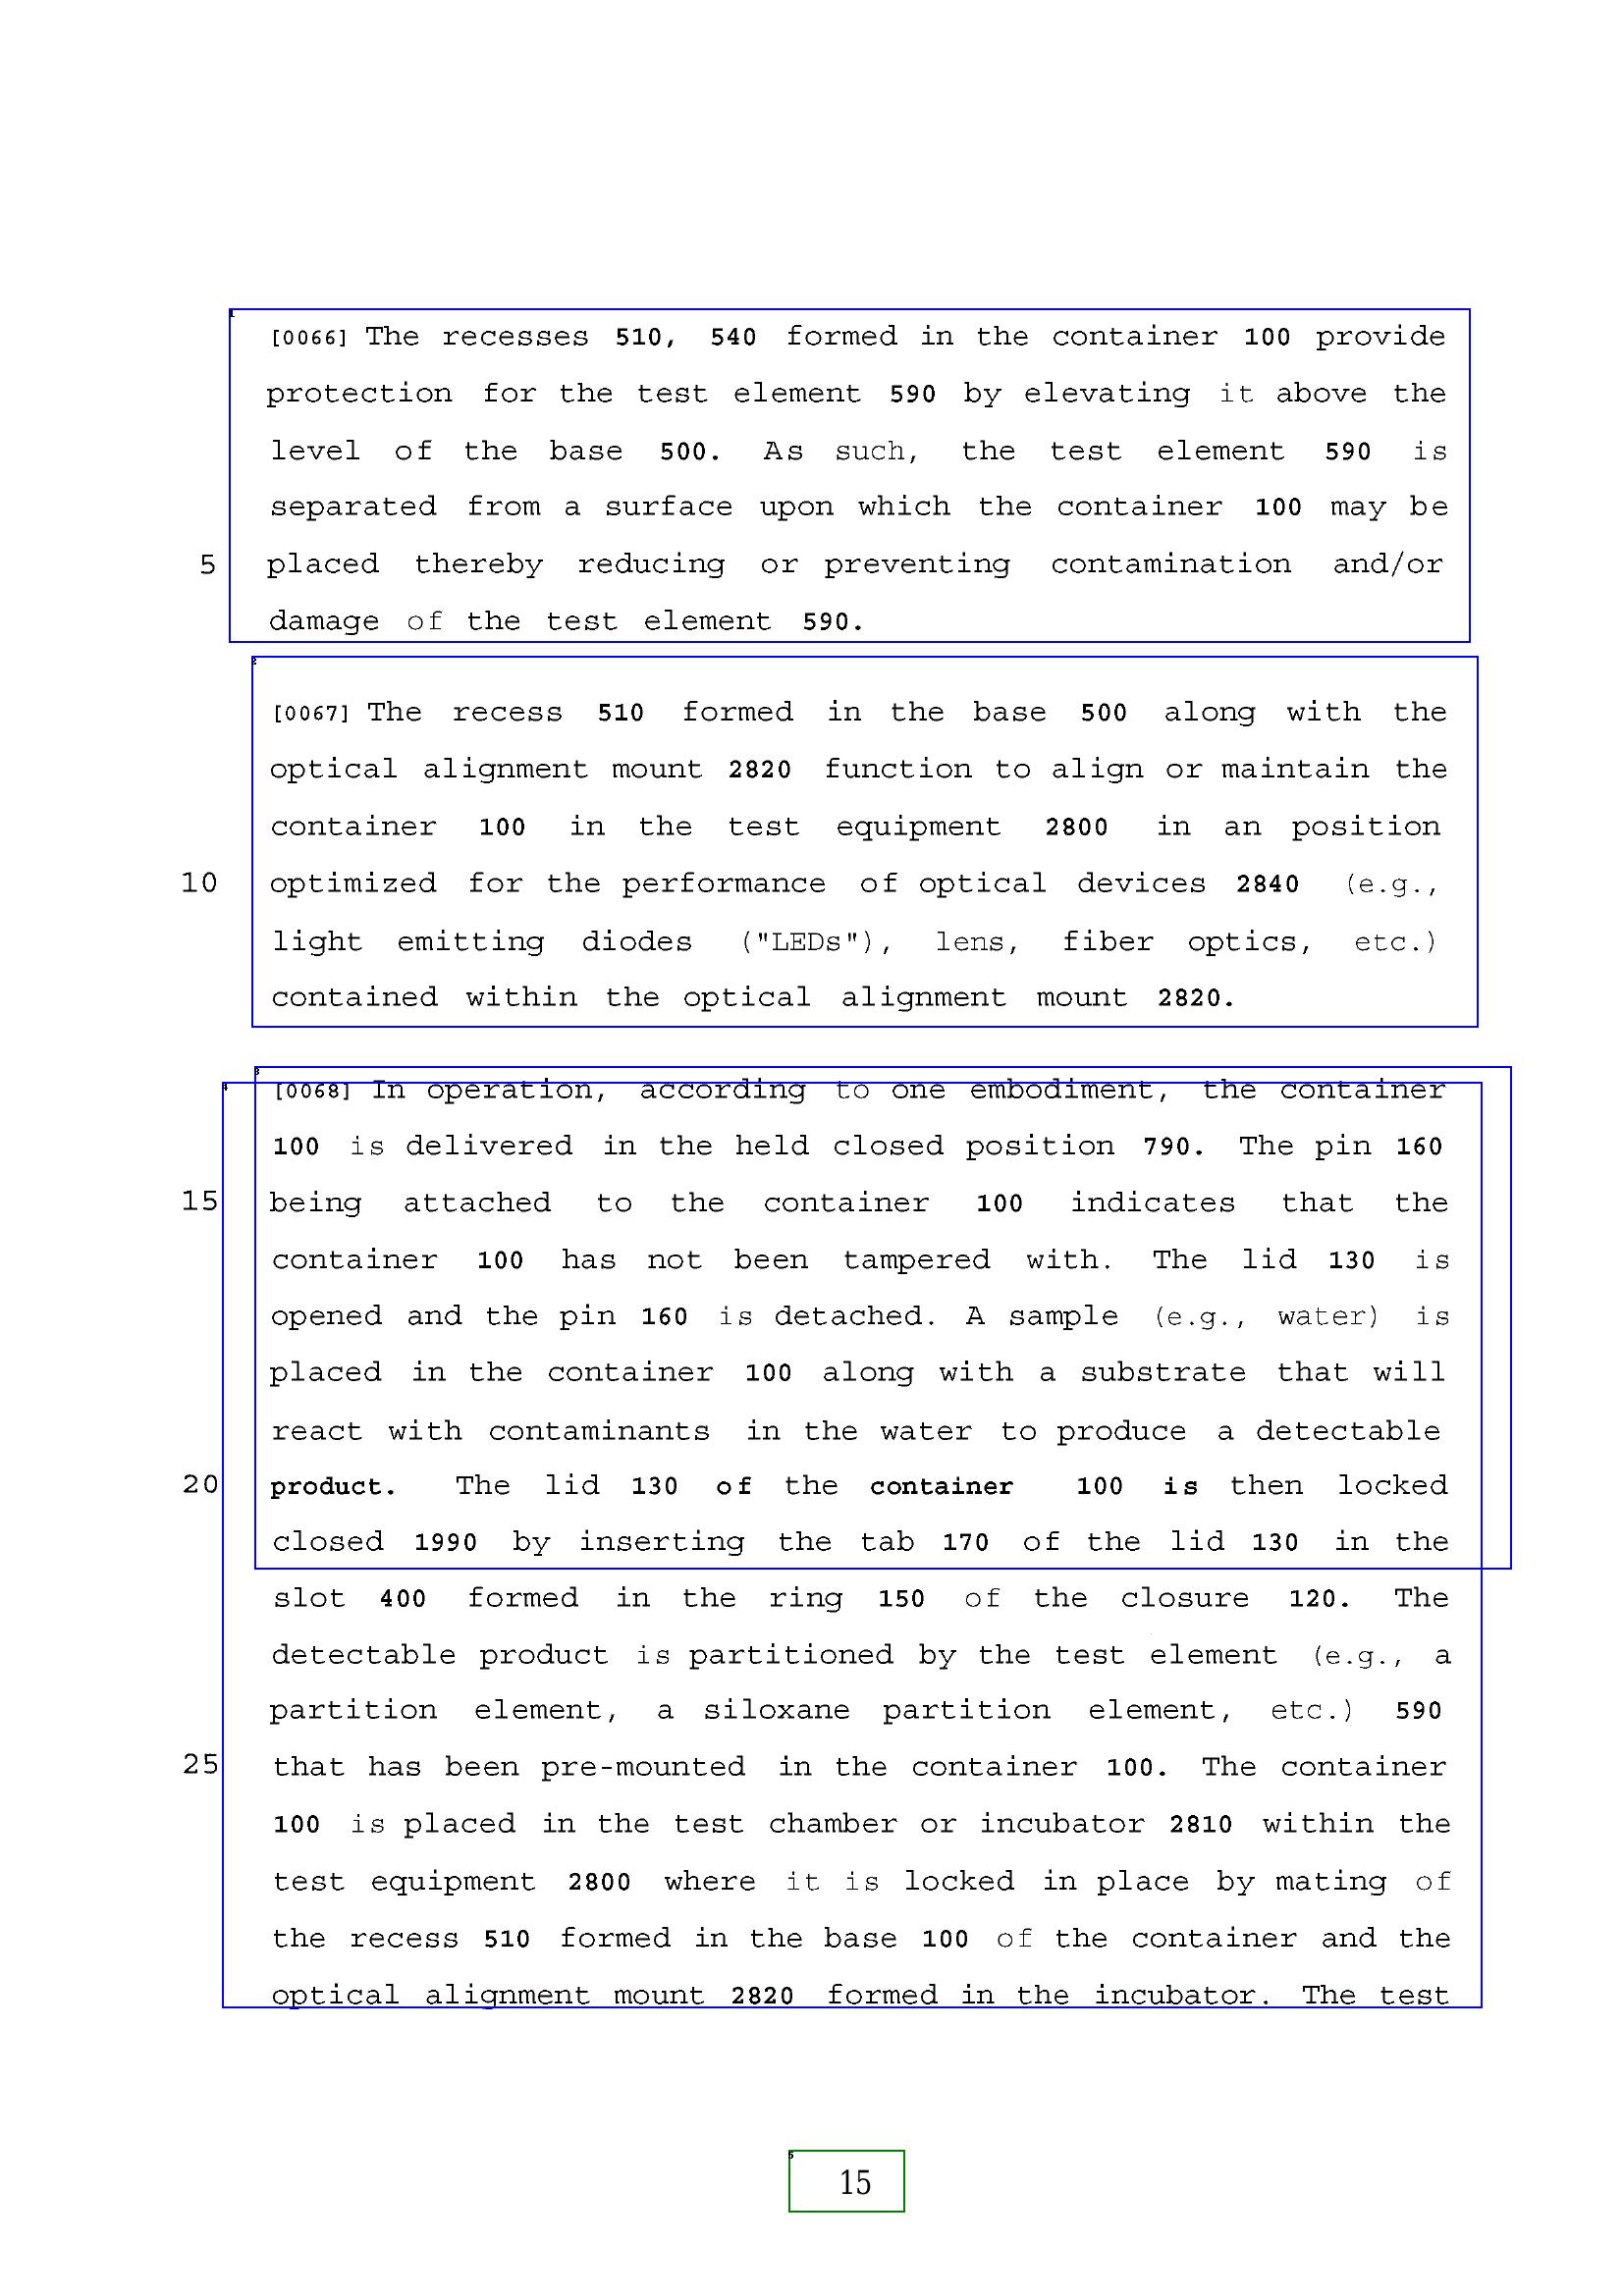 [0066] The recesses 510, 540 formed in the container 100 provide
protection for the test element 590 by elevating it above the
level of the base 500. As such, the test element 590 is
separated from a surface upon which the container 100 may be
5 placed thereby reducing or preventing contamination and/or
damage of the test element 590.
[0067] The recess 510 formed in the base 500 along with the
optical alignment mount 2820 function to align or maintain the
container 100 in the test equipment 2800 in an position
10 optimized for the performance of optical devices 2840 (e.g.,
light emitting diodes ("LEDs"), lens, fiber optics, etc.)
contained within the optical alignment mount 2820.
[0068] In operation, according to one embodiment, the container
100 is delivered in the held closed position 790. The pin 160
15 being attached to the container 100 indicates that the
container 100 has not been tampered with. The lid 130 is
opened and the pin 160 is detached. A sample (e.g., water) is
placed in the container 100 along with a substrate that will
react with contaminants in the water to produce a detectable
20 product. The lid 130 of the container 100 is then locked
closed 1990 by inserting the tab 170 of the lid 130 in the
slot 400 formed in the ring 150 of the closure 120. The
detectable product is partitioned by the test element (e.g., a
partition element, a siloxane partition element, etc.) 590
25 that has been pre-mounted in the container 100. The container
100 is placed in the test chamber or incubator 2810 within the
test equipment 2800 where it is locked in place by mating of
the recess 510 formed in the base 100 of the container and the
optical alignment mount 2820 formed in the incubator. The test
15